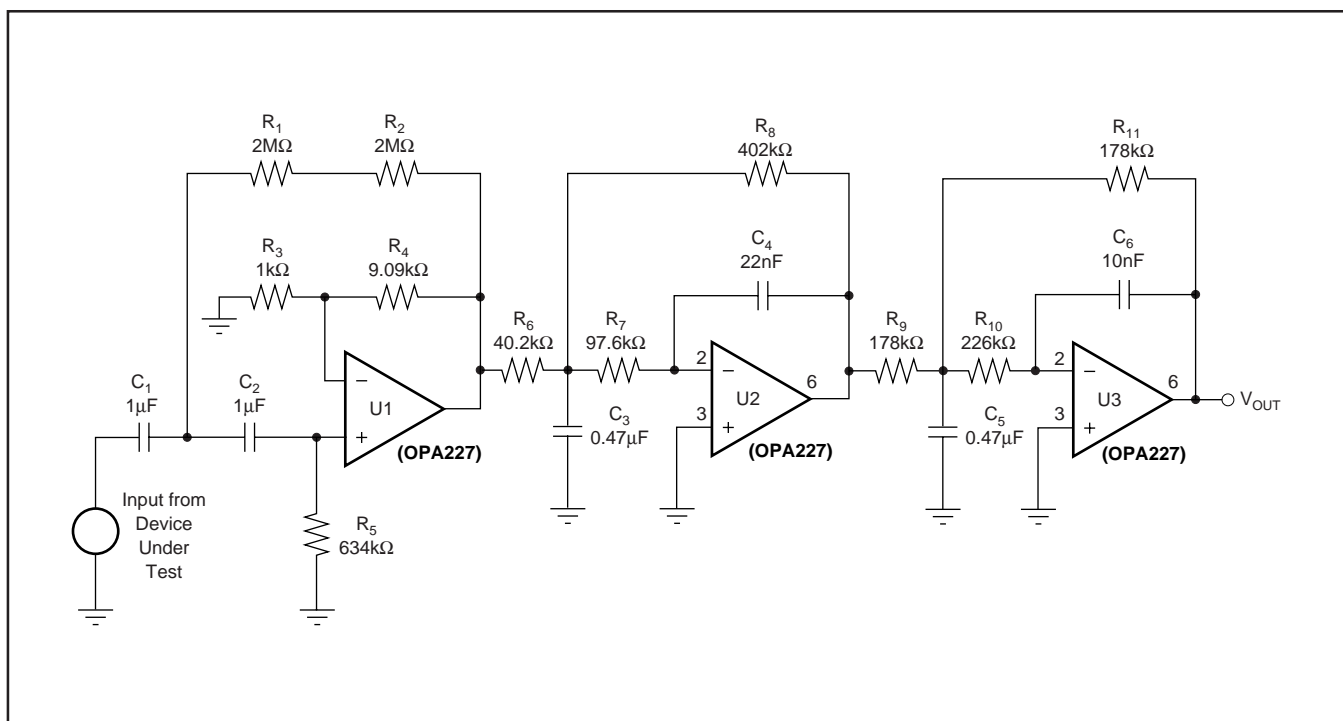 R1
2MΩ
R2
2MΩ
R8
402kΩ
R11
178kΩ
R3
1kΩ
R4
9.09kΩ
C4
22nF
C6
10nF
R6
40.2kΩ
R7
97.6kΩ
R9
178kΩ
R10
226kΩ
C1
1μF
C2
1μF
−
+
U1
(OPA227)
2
3
−
+
6
U2
(OPA227)
2
3
−
+
6
U3
(OPA227)
VOUT
C3
0.47μF
C5
0.47μF
Input from
Device
Under
Test
R5
634kΩ